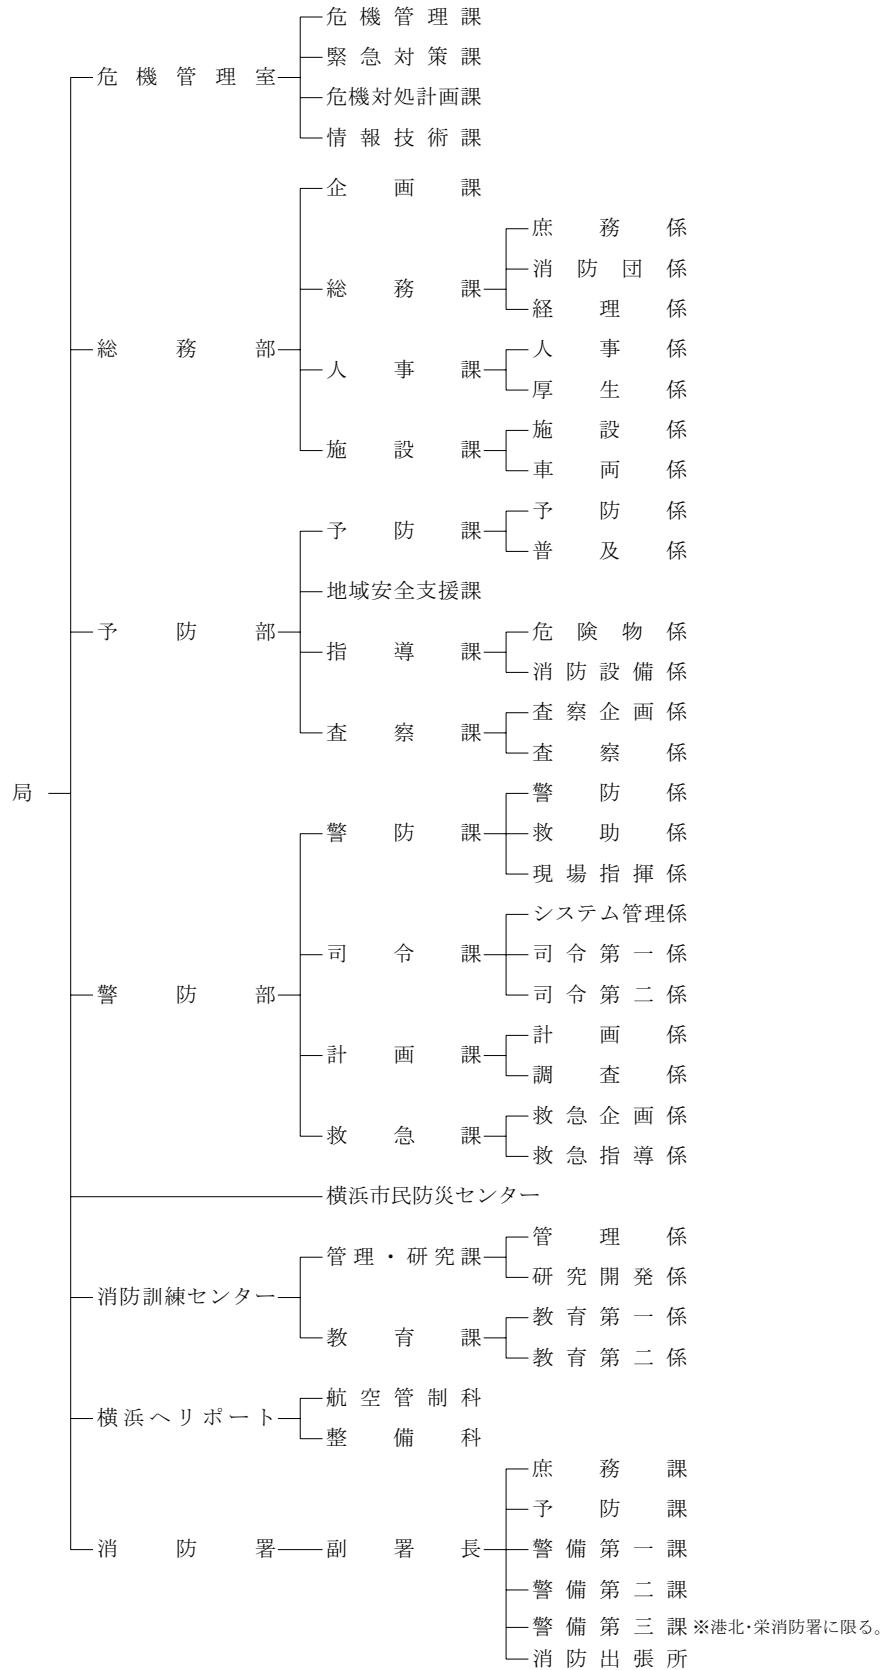 危機管理課
緊急対策課
危機管理室
危機対処計画課
情報技術課
企画課
庶務係
消防団係
総務課
経理係
総務部
人事係
人事課
厚生係
施設係
施設課
車両係
予防係
予防課
普及係
地域安全支援課
予防部
危険物係
指導課
消防設備係
査察企画係
査察課
査察係
局
警防係
警防課
救助係
現場指揮係
システム管理係
司令課
司令第一係
警防部
司令第二係
計画係
計画課
調査係
救急企画係
救急課
救急指導係
横浜市民防災センター
管理係
管理・研究課
研究開発係
消防訓練センター
教育第一係
教育課
教育第二係
航空管制科
横浜ヘリポート
整備科
庶務課
予防課
消防署
副署長
警備第一課
警備第二課
警備第三課※港北・栄消防署に限る。
消防出張所